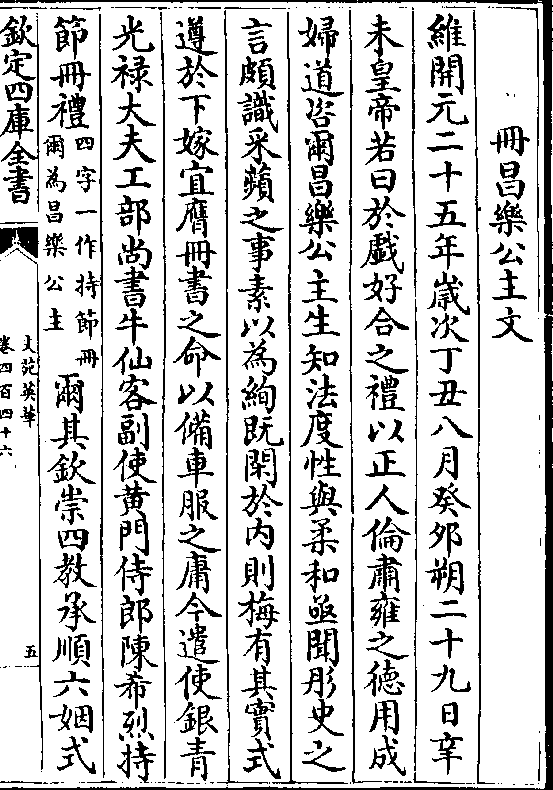 冊昌樂公主文
維開元二十五年歲次丁丑八月癸夘朔二十九日辛
未皇帝若曰於戲好合之禮以正人倫肅雍之德用成
婦道咨爾昌樂公主生知法度性與柔和亟聞彤史之
言頗識采蘋之事素以為絢既閑於內則梅有其實式
遵於下嫁宜膺冊書之命以備車服之庸今遣使銀青
光祿大夫工部尚書牛仙客副使黃門侍郎陳希烈持
節冊禮四字一作持節冊爾為昌樂公主爾其欽崇四教承順六姻式
欽定四庫全書
文苑英華
卷四百四十六
五